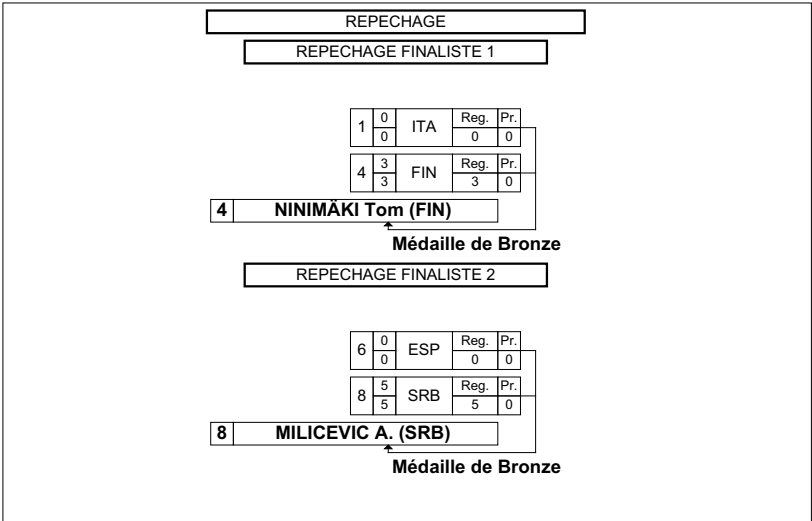 REPECHAGE
REPECHAGE FINALISTE 1
1 0 ITA Reg. Pr.
0 0 0
4 3 FIN Reg. Pr.
3 3 0
4 NINIMÄKI Tom (FIN)
Médaille de Bronze
REPECHAGE FINALISTE 2
6 0 ESP Reg. Pr.
0 0 0
8 5 SRB Reg. Pr.
5 5 0
8 MILICEVIC A. (SRB)
Médaille de Bronze